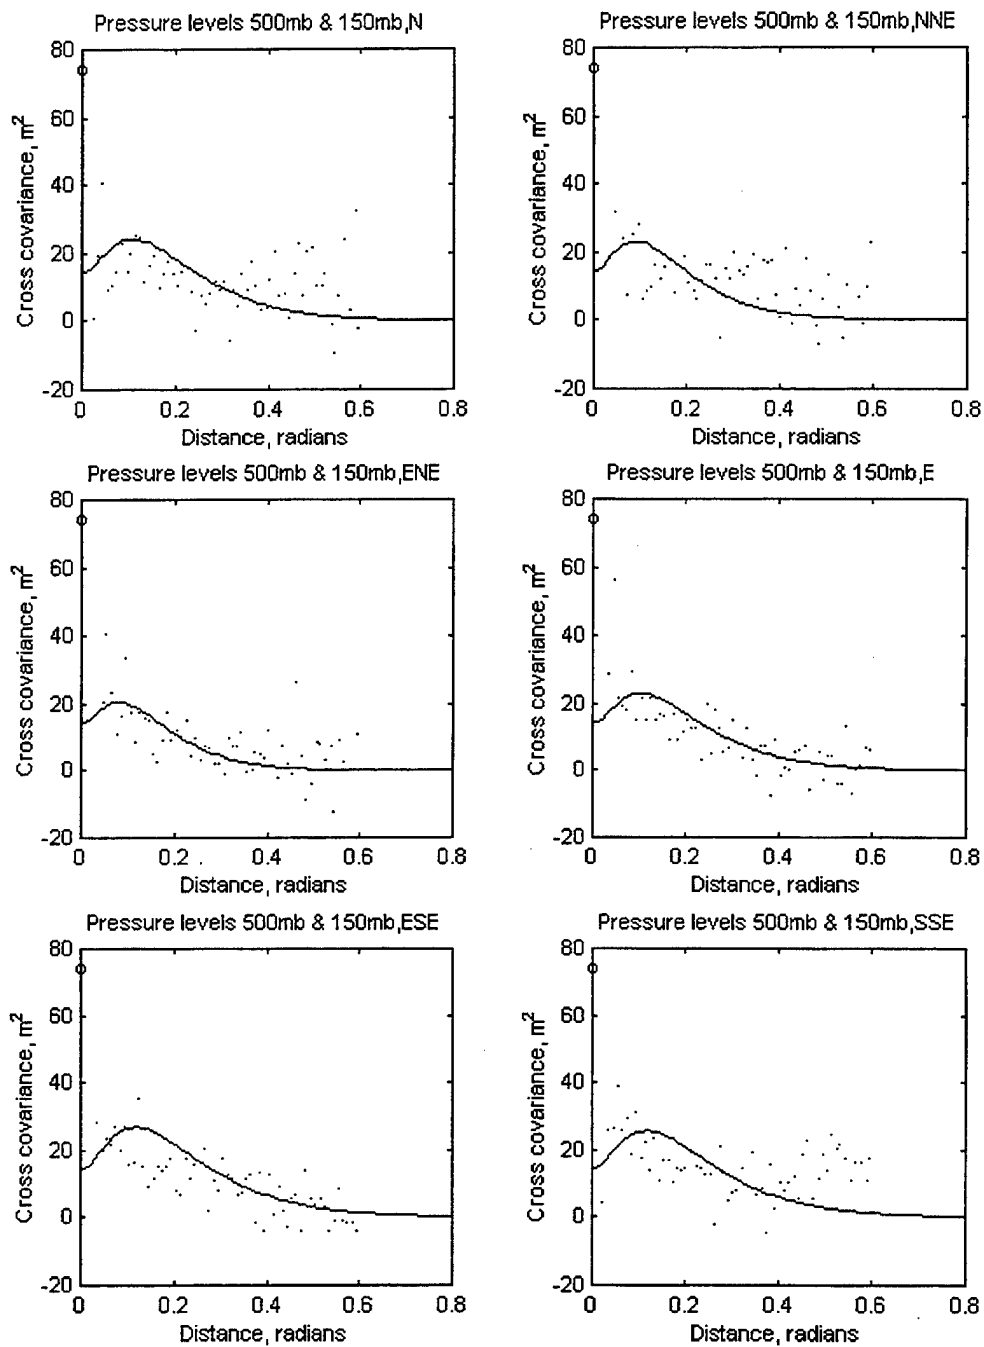 Pressure levels 500mb & 150mb,N
80
60
40
20
0
-20
Cross covariance, m²
0 0.2 0.4 0.6 0.8
Distance, radians
Pressure levels 500mb & 150mb,NNE
80
60
40
20
0
-20
Cross covariance, m²
0 0.2 0.4 0.6 0.8
Distance, radians
Pressure levels 500mb & 150mb,ENE
80
60
40
20
0
-20
Cross covariance, m²
0 0.2 0.4 0.6 0.8
Distance, radians
Pressure levels 500mb & 150mb,E
80
60
40
20
0
-20
Cross covariance, m²
0 0.2 0.4 0.6 0.8
Distance, radians
Pressure levels 500mb & 150mb,ESE
80
60
40
20
0
-20
Cross covariance, m²
0 0.2 0.4 0.6 0.8
Distance, radians
Pressure levels 500mb & 150mb,SSE
80
60
40
20
0
-20
Cross covariance, m²
0 0.2 0.4 0.6 0.8
Distance, radians